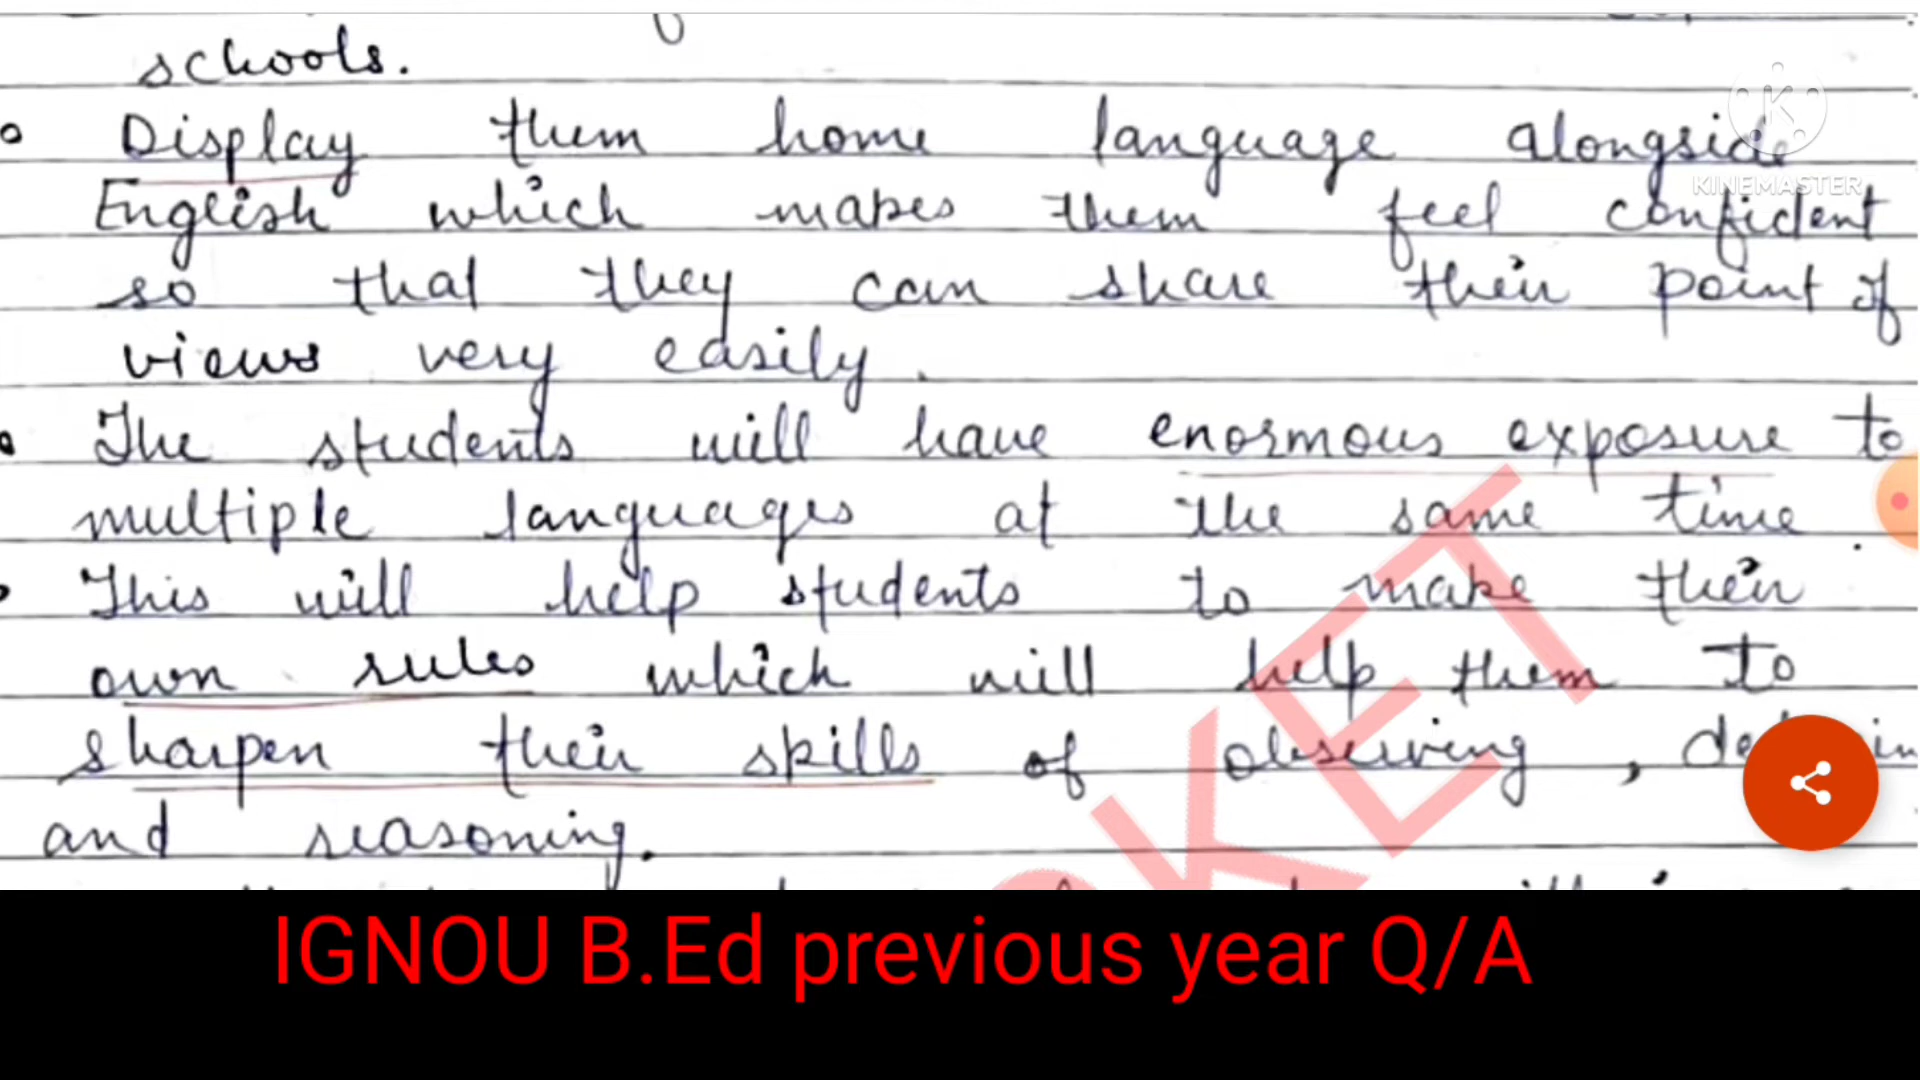 schools.
Display them home language alongside
KINEMASTER
English which makes them feel confident
so that they can share their point of
views very easily.
The students will have enormous exposure to
multiple languages at the same time.
This will help students to make their
own rules which will help them to
sharpen their skills of observing,
and reasoning.
KET
IGNOU B.Ed previous year Q/A